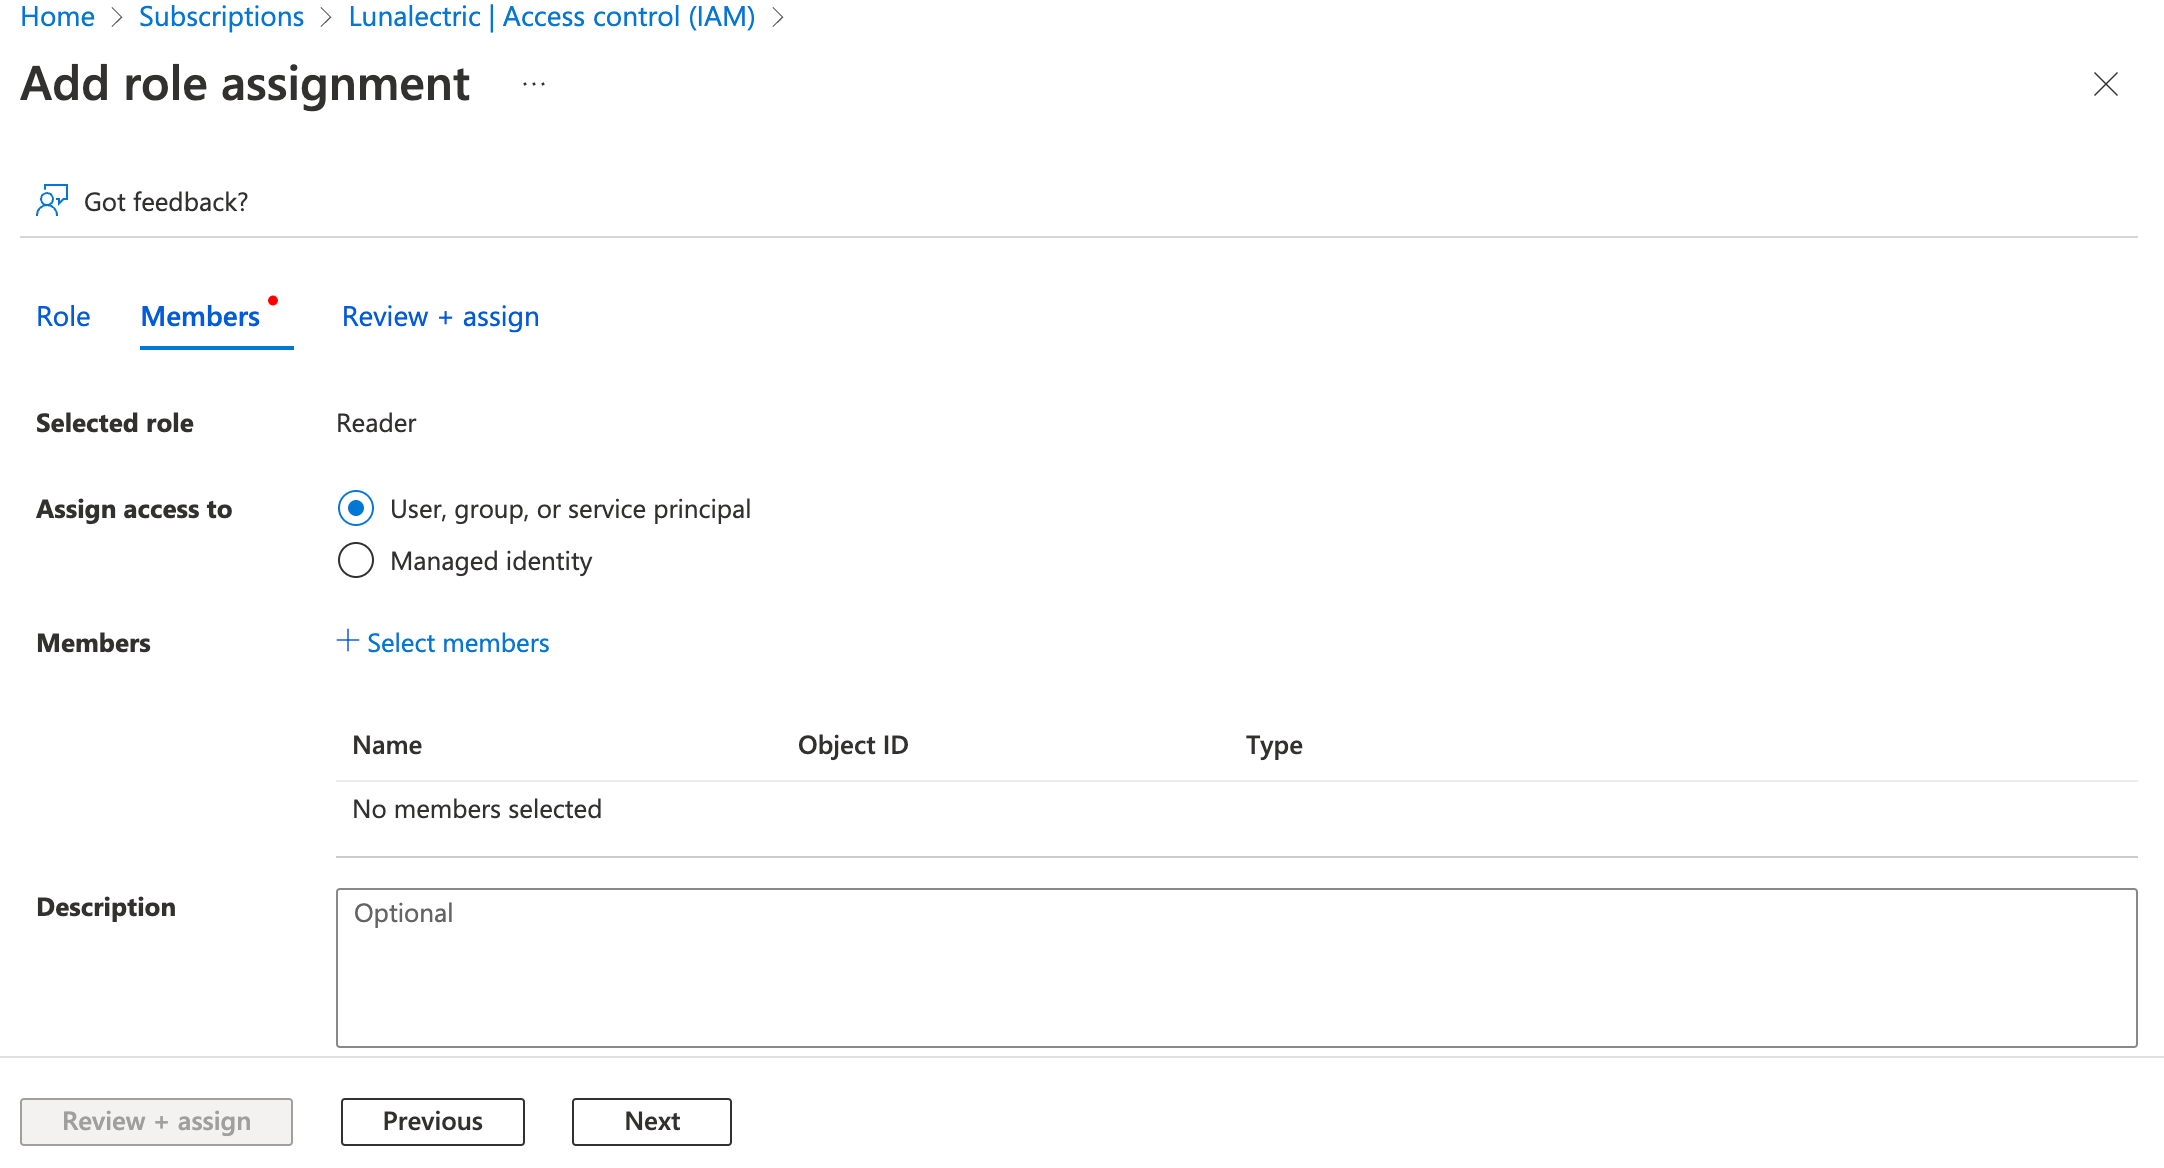 Home > Subscriptions > Lunalectric | Access control (IAM) >
Add role assignment ...
Got feedback?
Role Members Review + assign
Selected role Reader
Assign access to User, group, or service principal
Managed identity
Members + Select members
Name Object ID Type
No members selected
Description Optional
Review + assign Previous Next